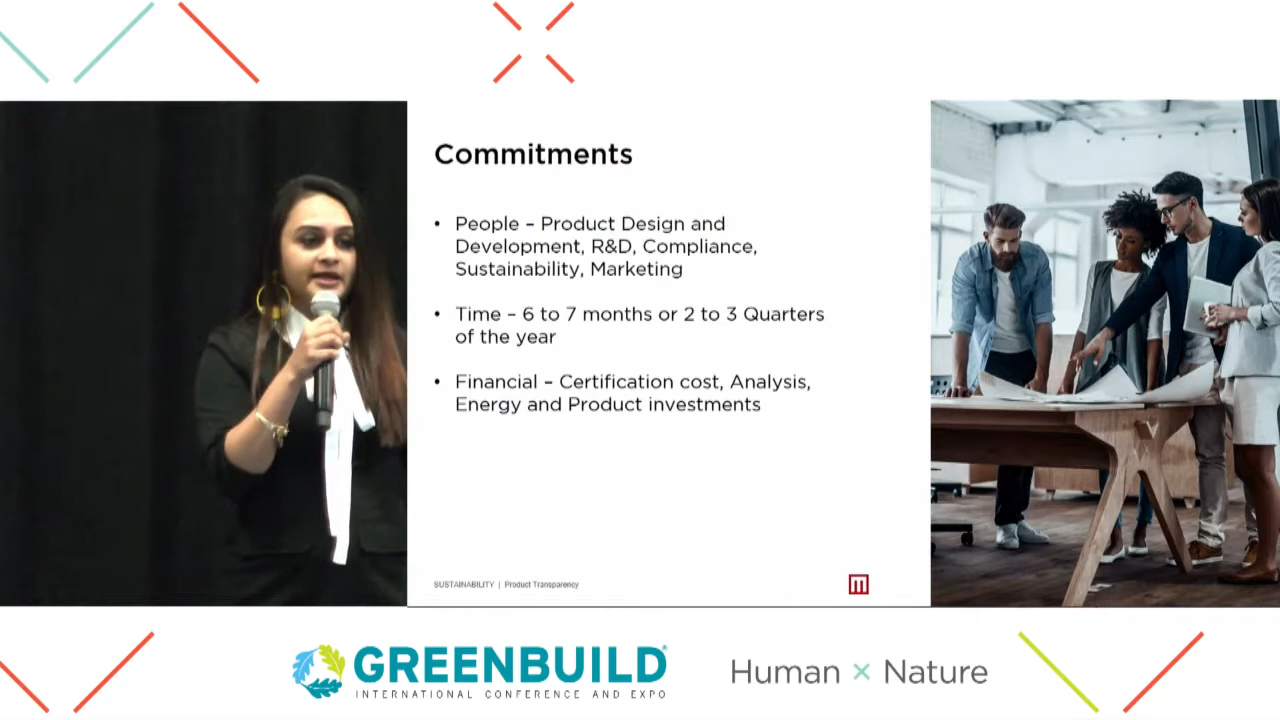 Commitments
• People – Product Design and
Development, R&D, Compliance,
Sustainability, Marketing
• Time – 6 to 7 months or 2 to 3 Quarters
of the year
• Financial – Certification cost, Analysis,
Energy and Product investments
SUSTAINABILITY | Product Transparency
GREENBUILD®
INTERNATIONAL CONFERENCE AND EXPO
Human × Nature